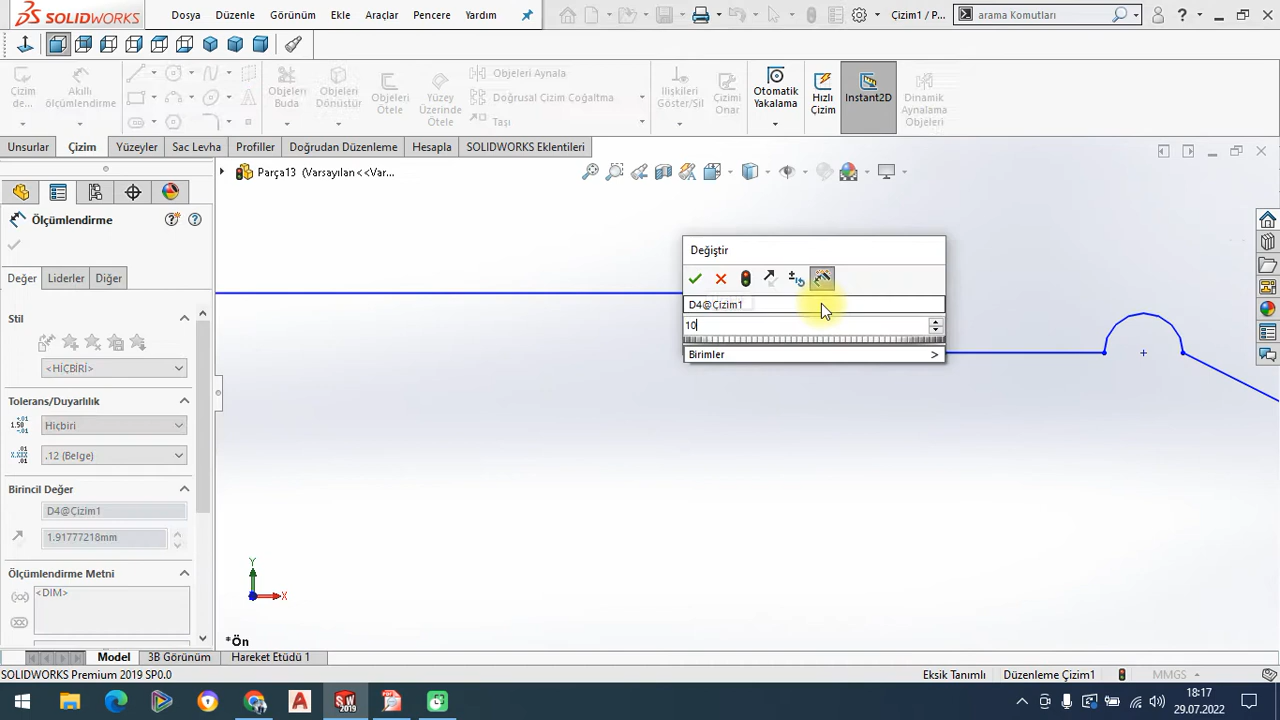 SOLIDWORKS
Dosya
Düzenle
Görünüm
Ekle
Araçlar
Pencere
Yardım
Çizim1 / P...
arama Komutları
Çizim
de...
Akıllı
ölçümlendirme
Objeleri
Buda
Objeleri
Dönüştür
Objeleri
Ötele
Yüzey
Üzerinde
Ötele
Objeleri Aynala
Doğrusal Çizim Çoğaltma
Taşı
İlişkileri
Göster/Sil
Çizimi
Onar
Otomatik
Yakalama
Hızlı
Çizim
Instant2D
Dinamik
Aynalama
Objeleri
Unsurlar
Çizim
Yüzeyler
Sac Levha
Profiller
Doğrudan Düzenleme
Hesapla
SOLIDWORKS Eklentileri
Parça13 (Varsayılan <<Var...
Ölçümlendirme
Değer
Liderler
Diğer
Stil
<HİÇBİRİ>
Tolerans/Duyarlılık
Hiçbiri
.12 (Belge)
Birincil Değer
D4@Çizim1
1.91777218mm
Ölçümlendirme Metni
<DIM>
Değiştir
D4@Çizim1
10
Birimler
>
Y
X
*Ön
Model
3B Görünüm
Hareket Etüdü 1
SOLIDWORKS Premium 2019 SP0.0
Eksik Tanımlı
Düzenleme Çizim1
MMGS
18:17
29.07.2022